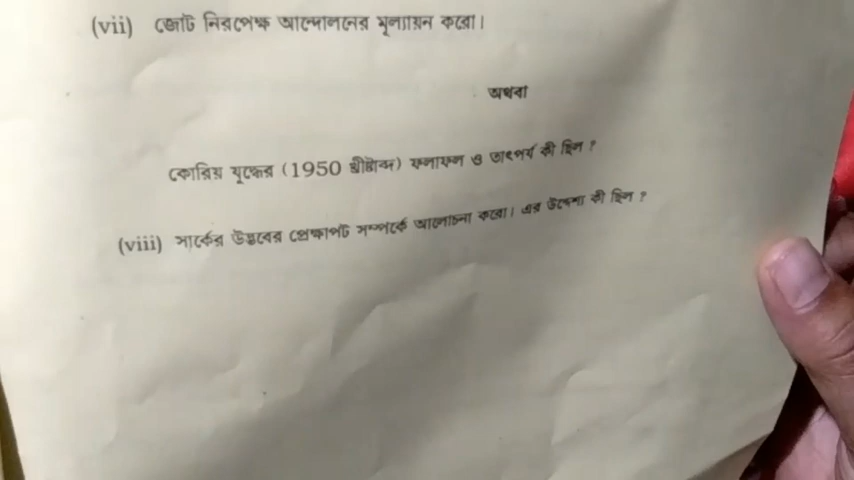 (vii) জোট নিরপেক্ষ আন্দোলনের মূল্যায়ন করো।
অথবা
কোরিয় যুদ্ধের (1950 খ্রীষ্টাব্দ) ফলাফল ও তাৎপর্য কী ছিল ?
(viii) সার্কের উদ্ভবের প্রেক্ষাপট সম্পর্কে আলোচনা করো। এর উদ্দেশ্য কী ছিল ?